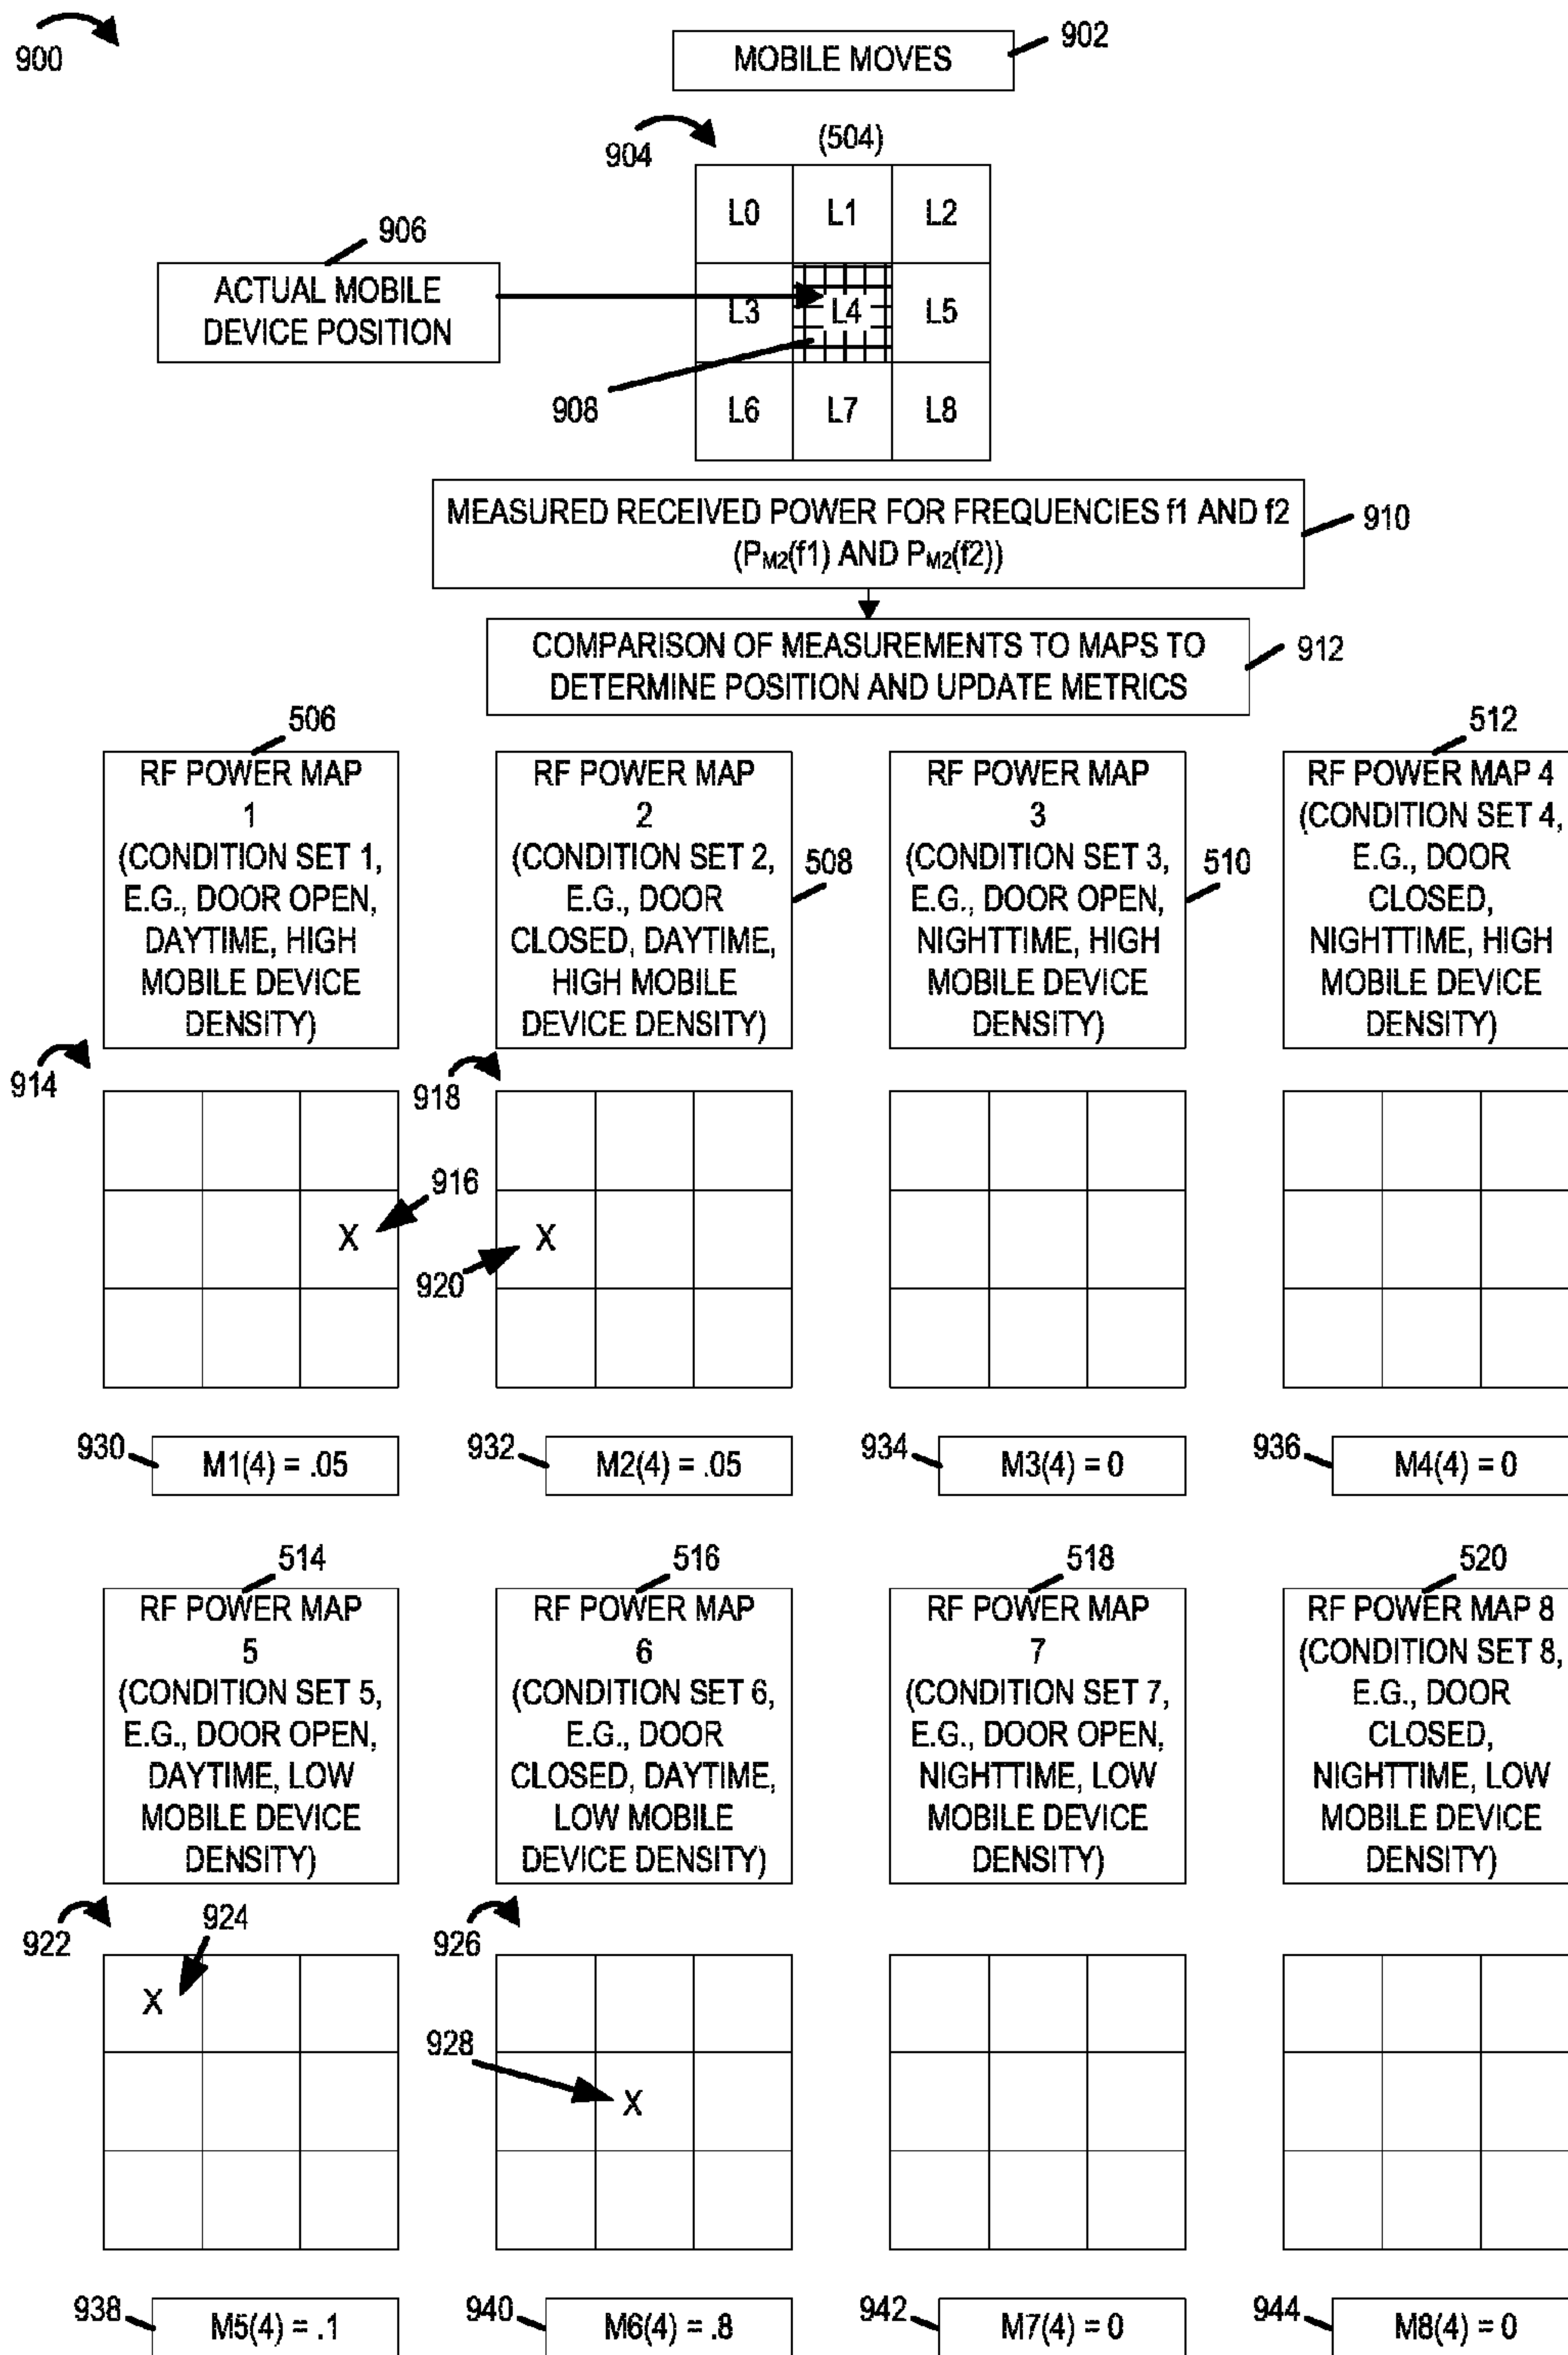 900
MOBILE MOVES
902
904
(504)
L0 L1 L2
906
ACTUAL MOBILE
DEVICE POSITION
L3 L4 L5
908
L6 L7 L8
MEASURED RECEIVED POWER FOR FREQUENCIES f1 AND f2
(PM2(f1) AND PM2(f2))
910
COMPARISON OF MEASUREMENTS TO MAPS TO
DETERMINE POSITION AND UPDATE METRICS
912
506
RF POWER MAP
1
(CONDITION SET 1,
E.G., DOOR OPEN,
DAYTIME, HIGH
MOBILE DEVICE
DENSITY)
RF POWER MAP
2
(CONDITION SET 2,
E.G., DOOR
CLOSED, DAYTIME,
HIGH MOBILE
DEVICE DENSITY)
508
RF POWER MAP
3
(CONDITION SET 3,
E.G., DOOR OPEN,
NIGHTTIME, HIGH
MOBILE DEVICE
DENSITY)
510
512
RF POWER MAP 4
(CONDITION SET 4,
E.G., DOOR
CLOSED,
NIGHTTIME, HIGH
MOBILE DEVICE
DENSITY)
914
918
916
X
920
X
930
M1(4) = .05
932
M2(4) = .05
934
M3(4) = 0
936
M4(4) = 0
514
RF POWER MAP
5
(CONDITION SET 5,
E.G., DOOR OPEN,
DAYTIME, LOW
MOBILE DEVICE
DENSITY)
516
RF POWER MAP
6
(CONDITION SET 6,
E.G., DOOR
CLOSED, DAYTIME,
LOW MOBILE
DEVICE DENSITY)
518
RF POWER MAP
7
(CONDITION SET 7,
E.G., DOOR OPEN,
NIGHTTIME, LOW
MOBILE DEVICE
DENSITY)
520
RF POWER MAP 8
(CONDITION SET 8,
E.G., DOOR
CLOSED,
NIGHTTIME, LOW
MOBILE DEVICE
DENSITY)
922
924
X
926
928
X
938
M5(4) = .1
940
M6(4) = .8
942
M7(4) = 0
944
M8(4) = 0